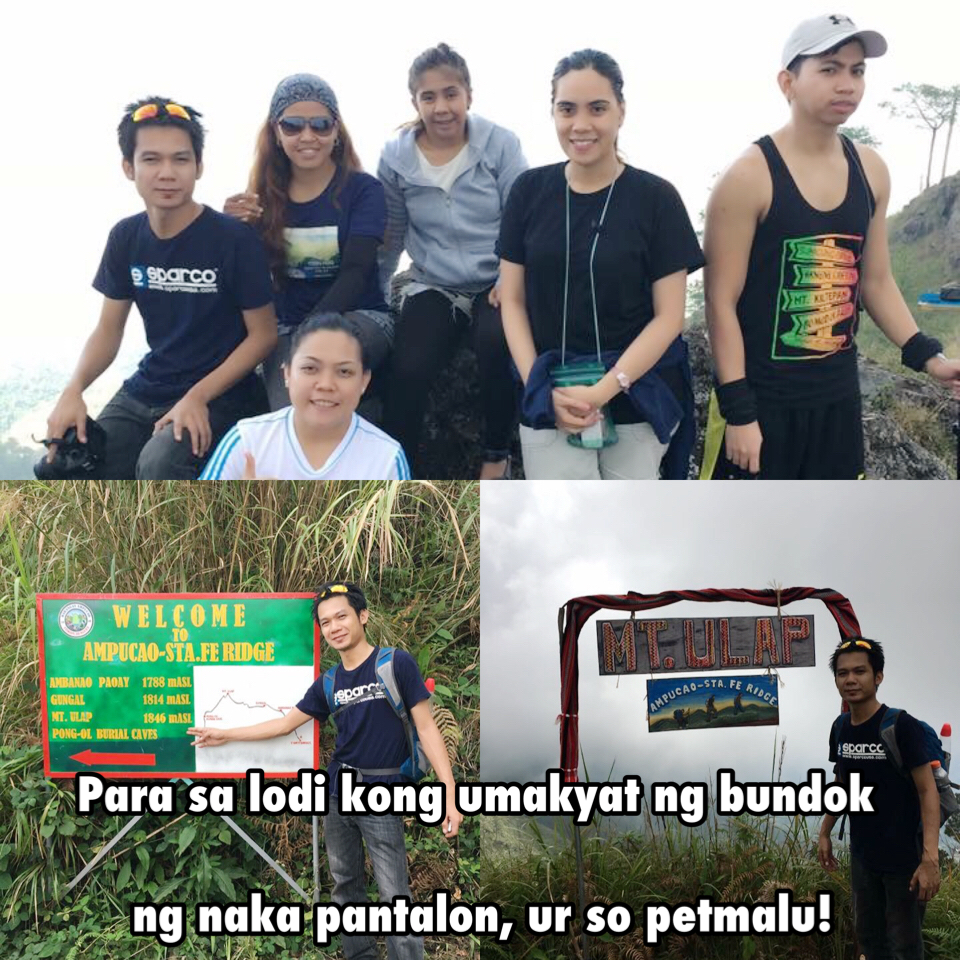 sparco
MT. KILTEPAN
WELCOME
TO
AMPUCAO-STA.FE RIDGE
AMBANAO PAOAY 1788 mASL
GUNGAL 1814 mASL
MT. ULAP 1846 mASL
PONG-OL BURIAL CAVES
sparco
MT. ULAP
AMPUCAO-STA. FE RIDGE
sparco
Para sa lodi kong umakyat ng bundok
ng naka pantalon, ur so petmalu!